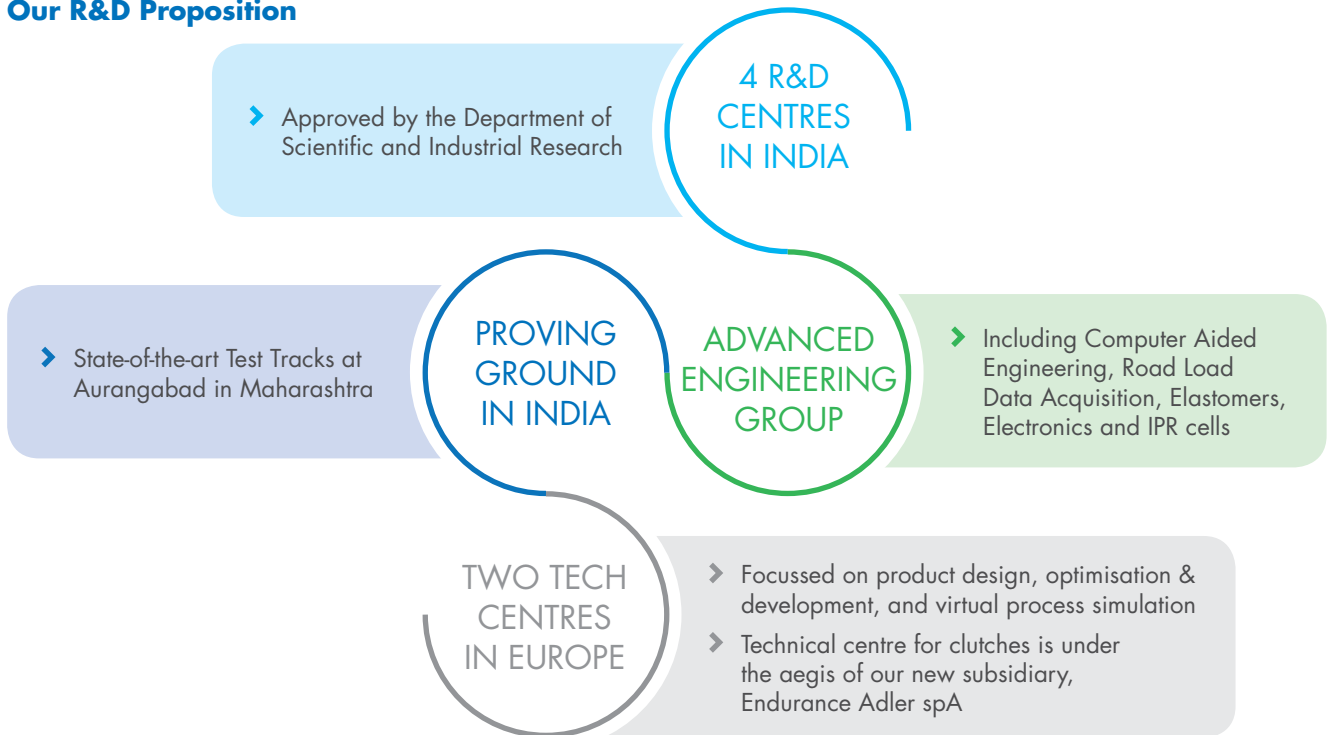 Our R&D Proposition
Approved by the Department of
Scientific and Industrial Research
4 R&D
CENTRES
IN INDIA
State-of-the-art Test Tracks at
Aurangabad in Maharashtra
PROVING
GROUND
IN INDIA
ADVANCED
ENGINEERING
GROUP
Including Computer Aided
Engineering, Road Load
Data Acquisition, Elastomers,
Electronics and IPR cells
TWO TECH
CENTRES
IN EUROPE
Focussed on product design, optimisation &
development, and virtual process simulation
Technical centre for clutches is under
the aegis of our new subsidiary,
Endurance Adler spA